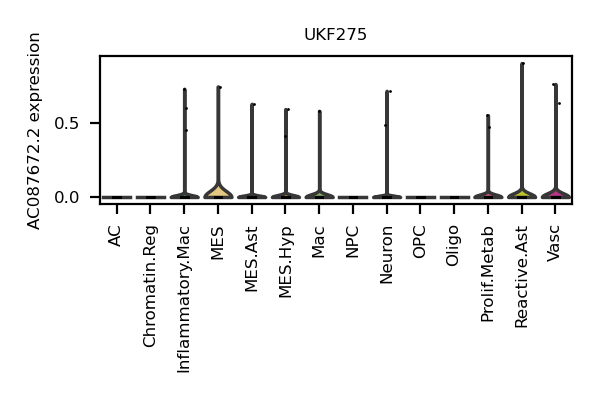 UKF275
AC087672.2 expression
0.5
0.0
AC
Chromatin.Reg
Inflammatory.Mac
MES
MES.Ast
MES.Hyp
Mac
NPC
Neuron
OPC
Oligo
Prolif.Metab
Reactive.Ast
Vasc